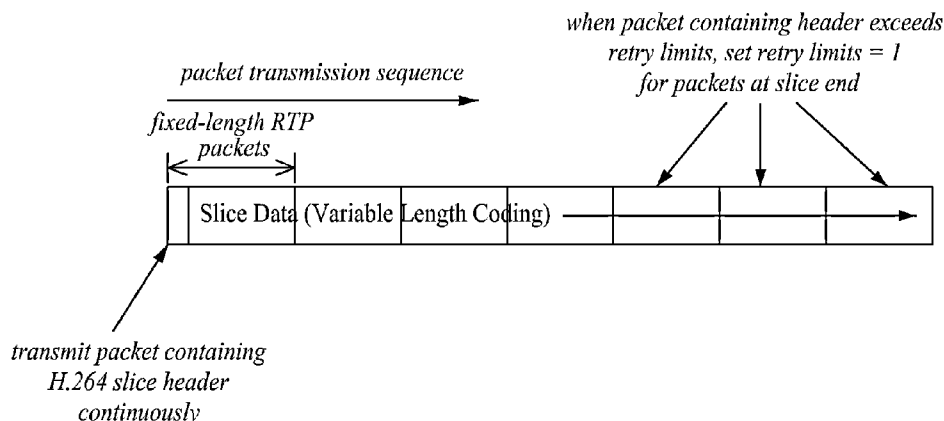 when packet containing header exceeds
retry limits, set retry limits = 1
for packets at slice end
packet transmission sequence
fixed-length RTP
packets
Slice Data (Variable Length Coding)
transmit packet containing
H.264 slice header
continuously